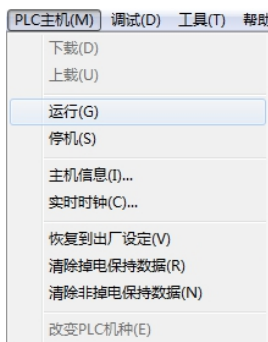 PLC主机(M) 调试(D) 工具(T) 帮助
下载(D)
上载(U)
运行(G)
停机(S)
主机信息(I)...
实时时钟(C)...
恢复到出厂设定(V)
清除掉电保持数据(R)
清除非掉电保持数据(N)
改变PLC机种(E)